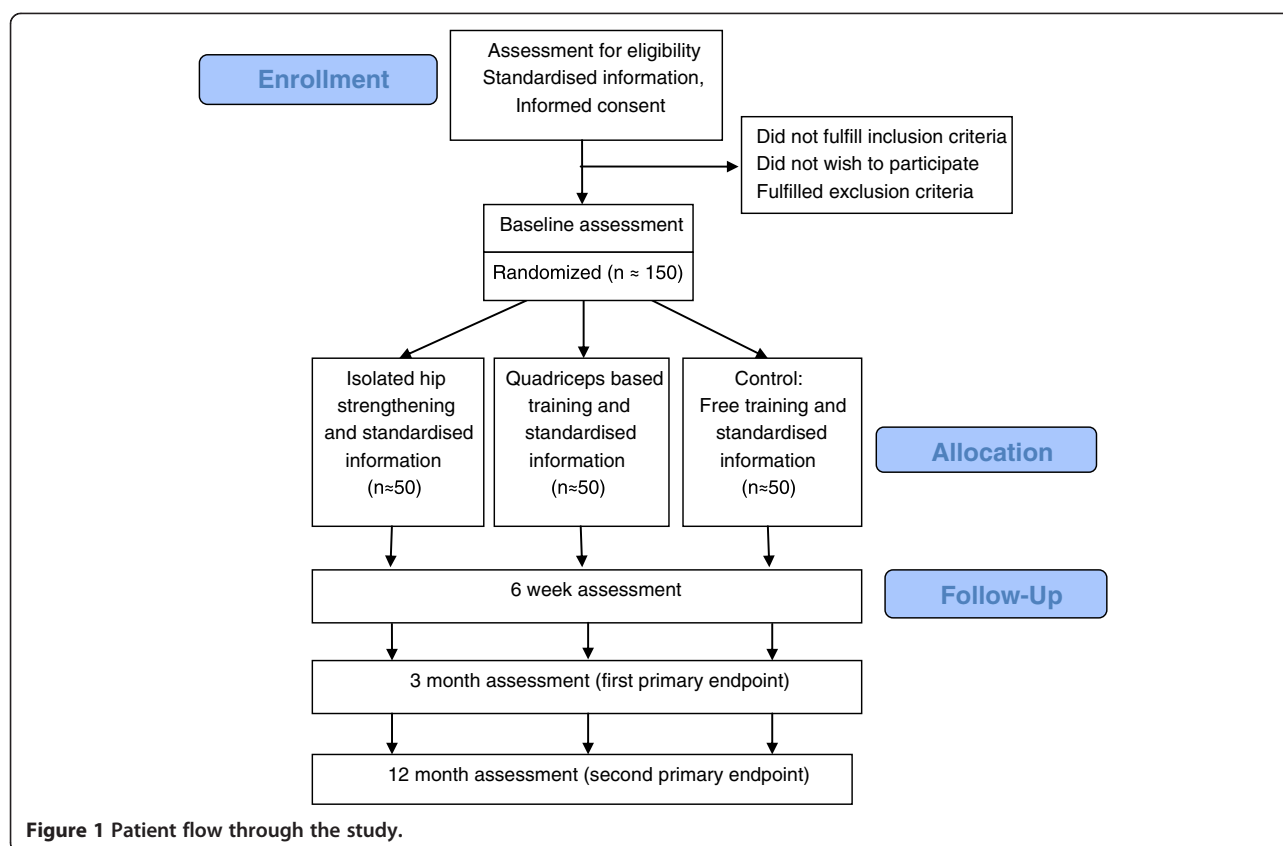 Enrollment
Assessment for eligibility
Standardised information,
Informed consent
Did not fulfill inclusion criteria
Did not wish to participate
Fulfilled exclusion criteria
Baseline assessment
Randomized (n ≈ 150)
Isolated hip
strengthening
and standardised
information
(n≈50)
Quadriceps based
training and
standardised
information
(n≈50)
Control:
Free training and
standardised
information
(n≈50)
Allocation
6 week assessment
Follow-Up
3 month assessment (first primary endpoint)
12 month assessment (second primary endpoint)
Figure 1 Patient flow through the study.